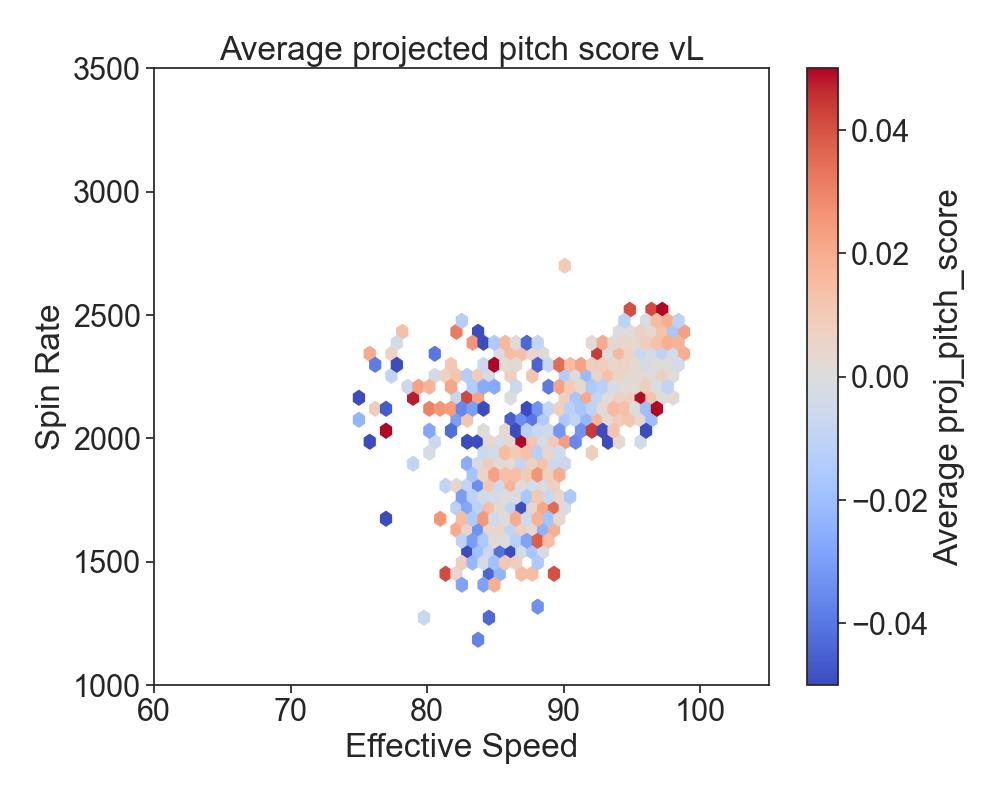 Average projected pitch score vL
3500
3000
2500
2000
1500
1000
Spin Rate
60 70 80 90 100
Effective Speed
0.04
0.02
0.00
−0.02
−0.04
Average proj_pitch_score